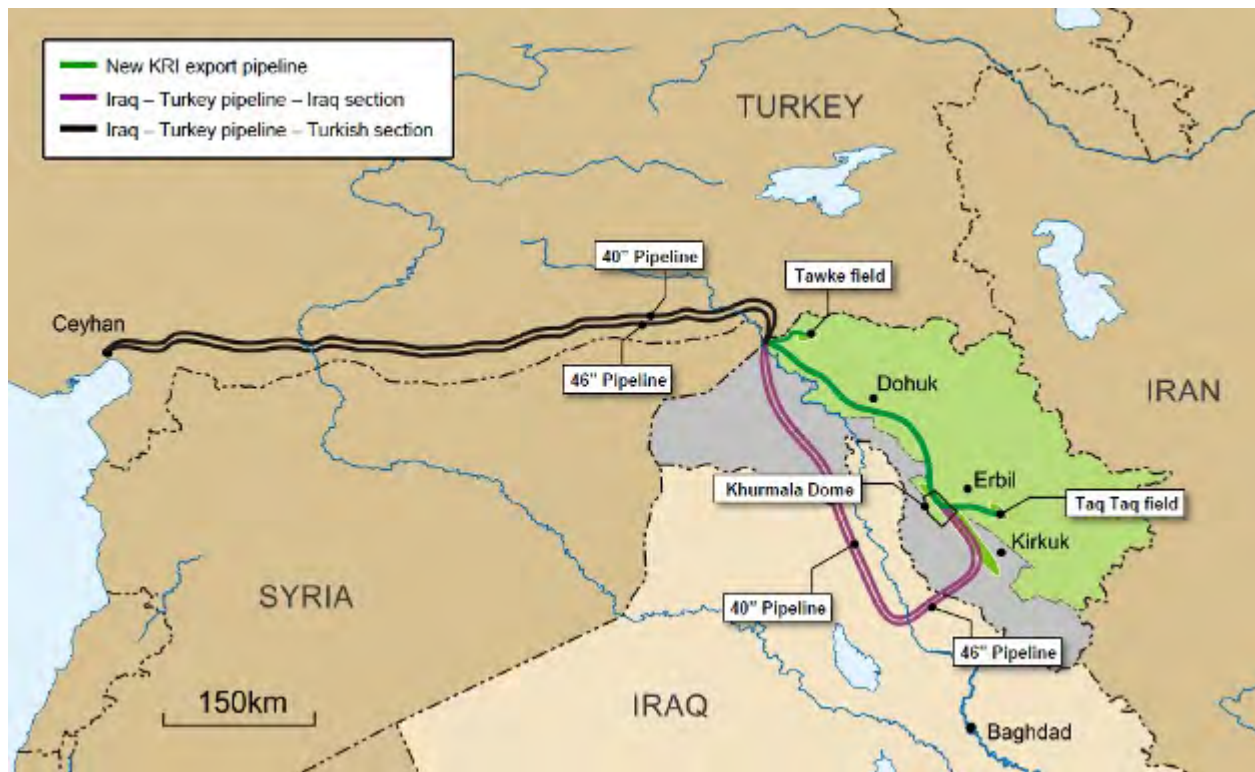 New KRI export pipeline
Iraq – Turkey pipeline – Iraq section
Iraq – Turkey pipeline – Turkish section
TURKEY
40” Pipeline
Tawke field
Ceyhan
46” Pipeline
Dohuk
IRAN
Erbil
Khurmala Dome
Taq Taq field
Kirkuk
SYRIA
40” Pipeline
46” Pipeline
150km
IRAQ
Baghdad